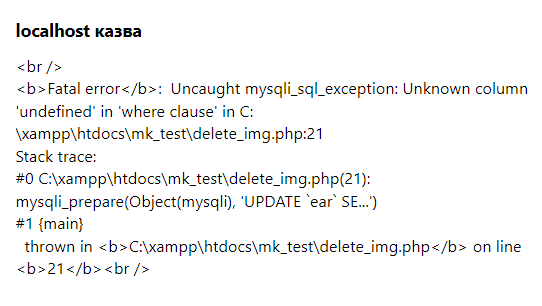 localhost казва
<br />
<b>Fatal error</b>:  Uncaught mysqli_sql_exception: Unknown column
'undefined' in 'where clause' in C:
\xampp\htdocs\mk_test\delete_img.php:21
Stack trace:
#0 C:\xampp\htdocs\mk_test\delete_img.php(21):
mysqli_prepare(Object(mysqli), 'UPDATE `ear` SE...')
#1 {main}
  thrown in <b>C:\xampp\htdocs\mk_test\delete_img.php</b> on line
<b>21</b><br />